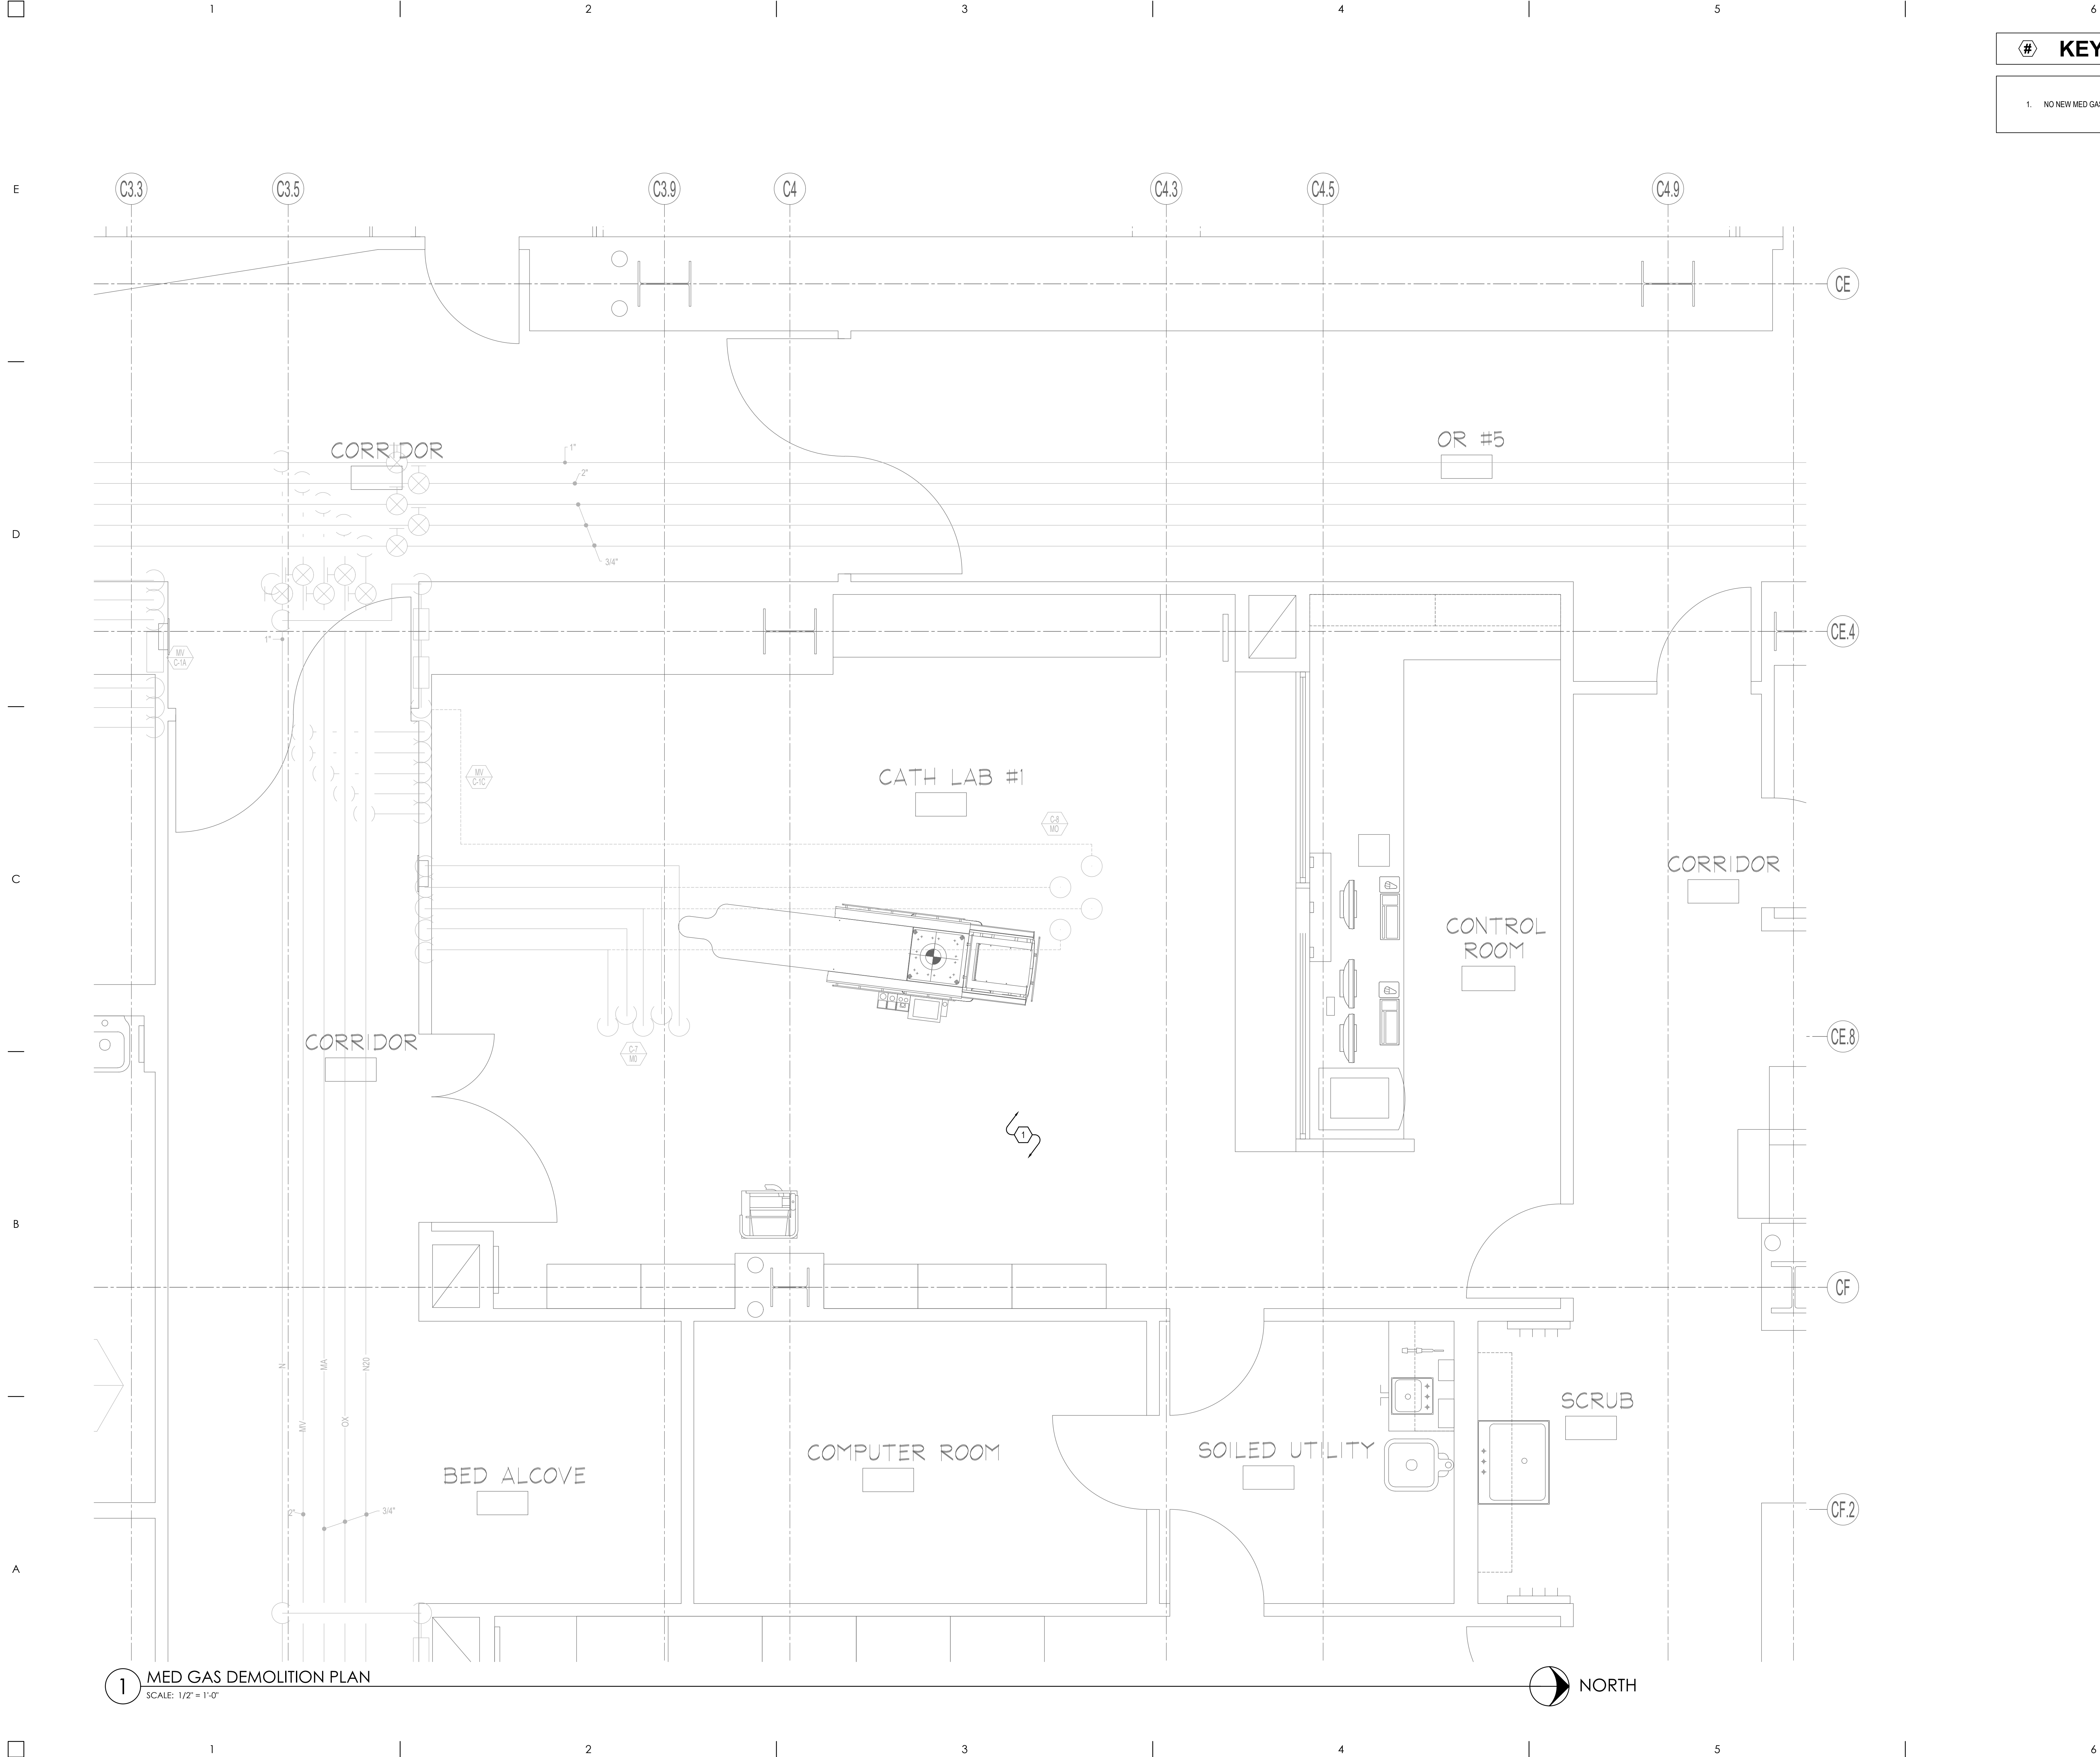 1 2 3 4 5 6
# KEY
1. NO NEW MED GAS
E
C3.3 C3.5 C3.9 C4 C4.3 C4.5 C4.9
CE
CORRIDOR
1"
OR #5
2"
D
3/4"
CE.4
1"
MV
C-1A
MV
C-1C
CATH LAB #1
C-8
MO
C
CORRIDOR
CONTROL
ROOM
CORRIDOR
C-7
MO
CE.8
1
B
CF
N
MA
N20
MV
OX
SCRUB
COMPUTER ROOM
SOILED UTILITY
BED ALCOVE
2"
3/4"
CF.2
A
1 MED GAS DEMOLITION PLAN
SCALE: 1/2" = 1'-0"
NORTH
1 2 3 4 5 6